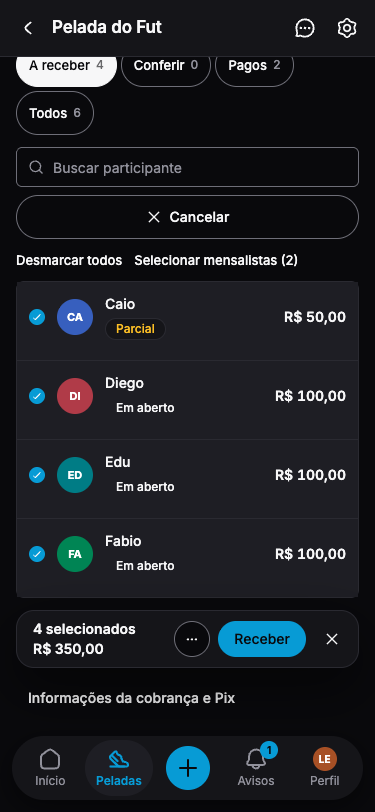 Pelada do Fut
A receber 4
Conferir 0
Pagos 2
Todos 6
Buscar participante
Cancelar
Desmarcar todos
Selecionar mensalistas (2)
CA
Caio
Parcial
R$ 50,00
DI
Diego
Em aberto
R$ 100,00
ED
Edu
Em aberto
R$ 100,00
FA
Fabio
Em aberto
R$ 100,00
4 selecionados
R$ 350,00
Receber
Informações da cobrança e Pix
1
LE
Início
Peladas
Avisos
Perfil